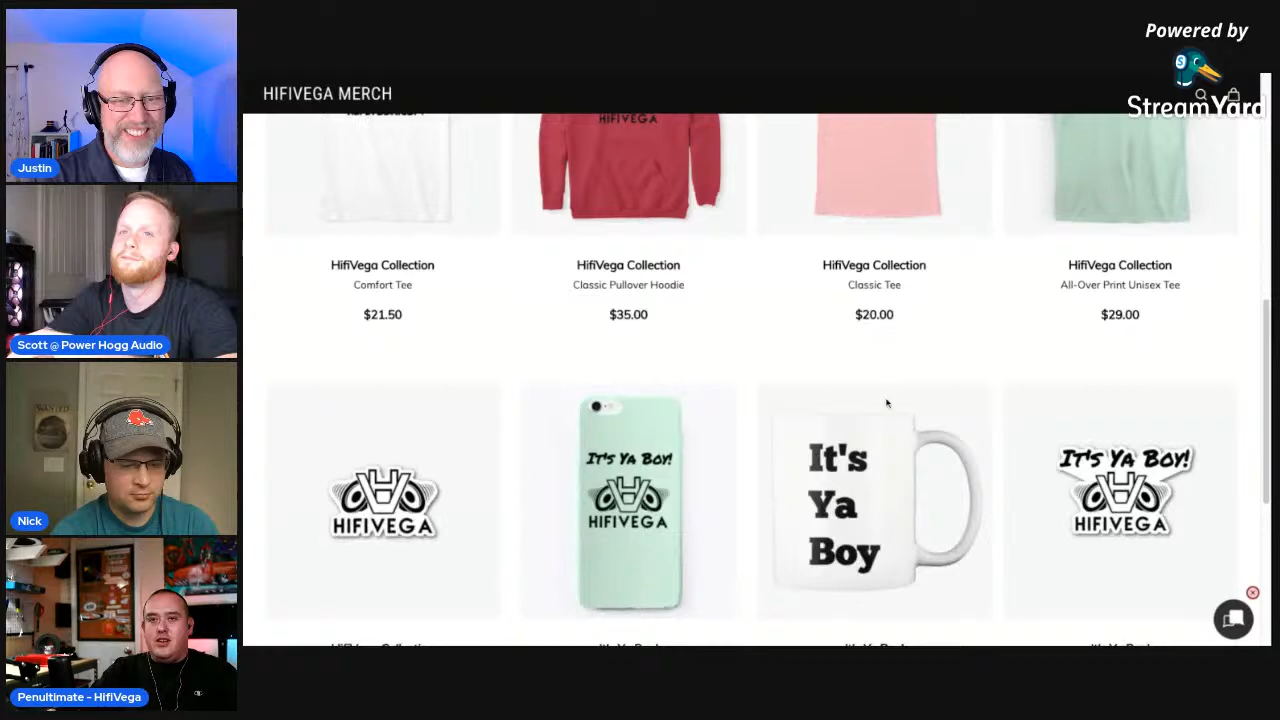 Powered by
StreamYard
HIFIVEGA MERCH
HIFIVEGA
HifiVega Collection
Comfort Tee
$21.50
HifiVega Collection
Classic Pullover Hoodie
$35.00
HifiVega Collection
Classic Tee
$20.00
HifiVega Collection
All-Over Print Unisex Tee
$29.00
HIFIVEGA
IT'S YA BOY!
HIFIVEGA
It's
Ya
Boy
IT'S YA BOY!
HIFIVEGA
Justin
Scott @ Power Hogg Audio
WANTED
Nick
Penultimate - HifiVega